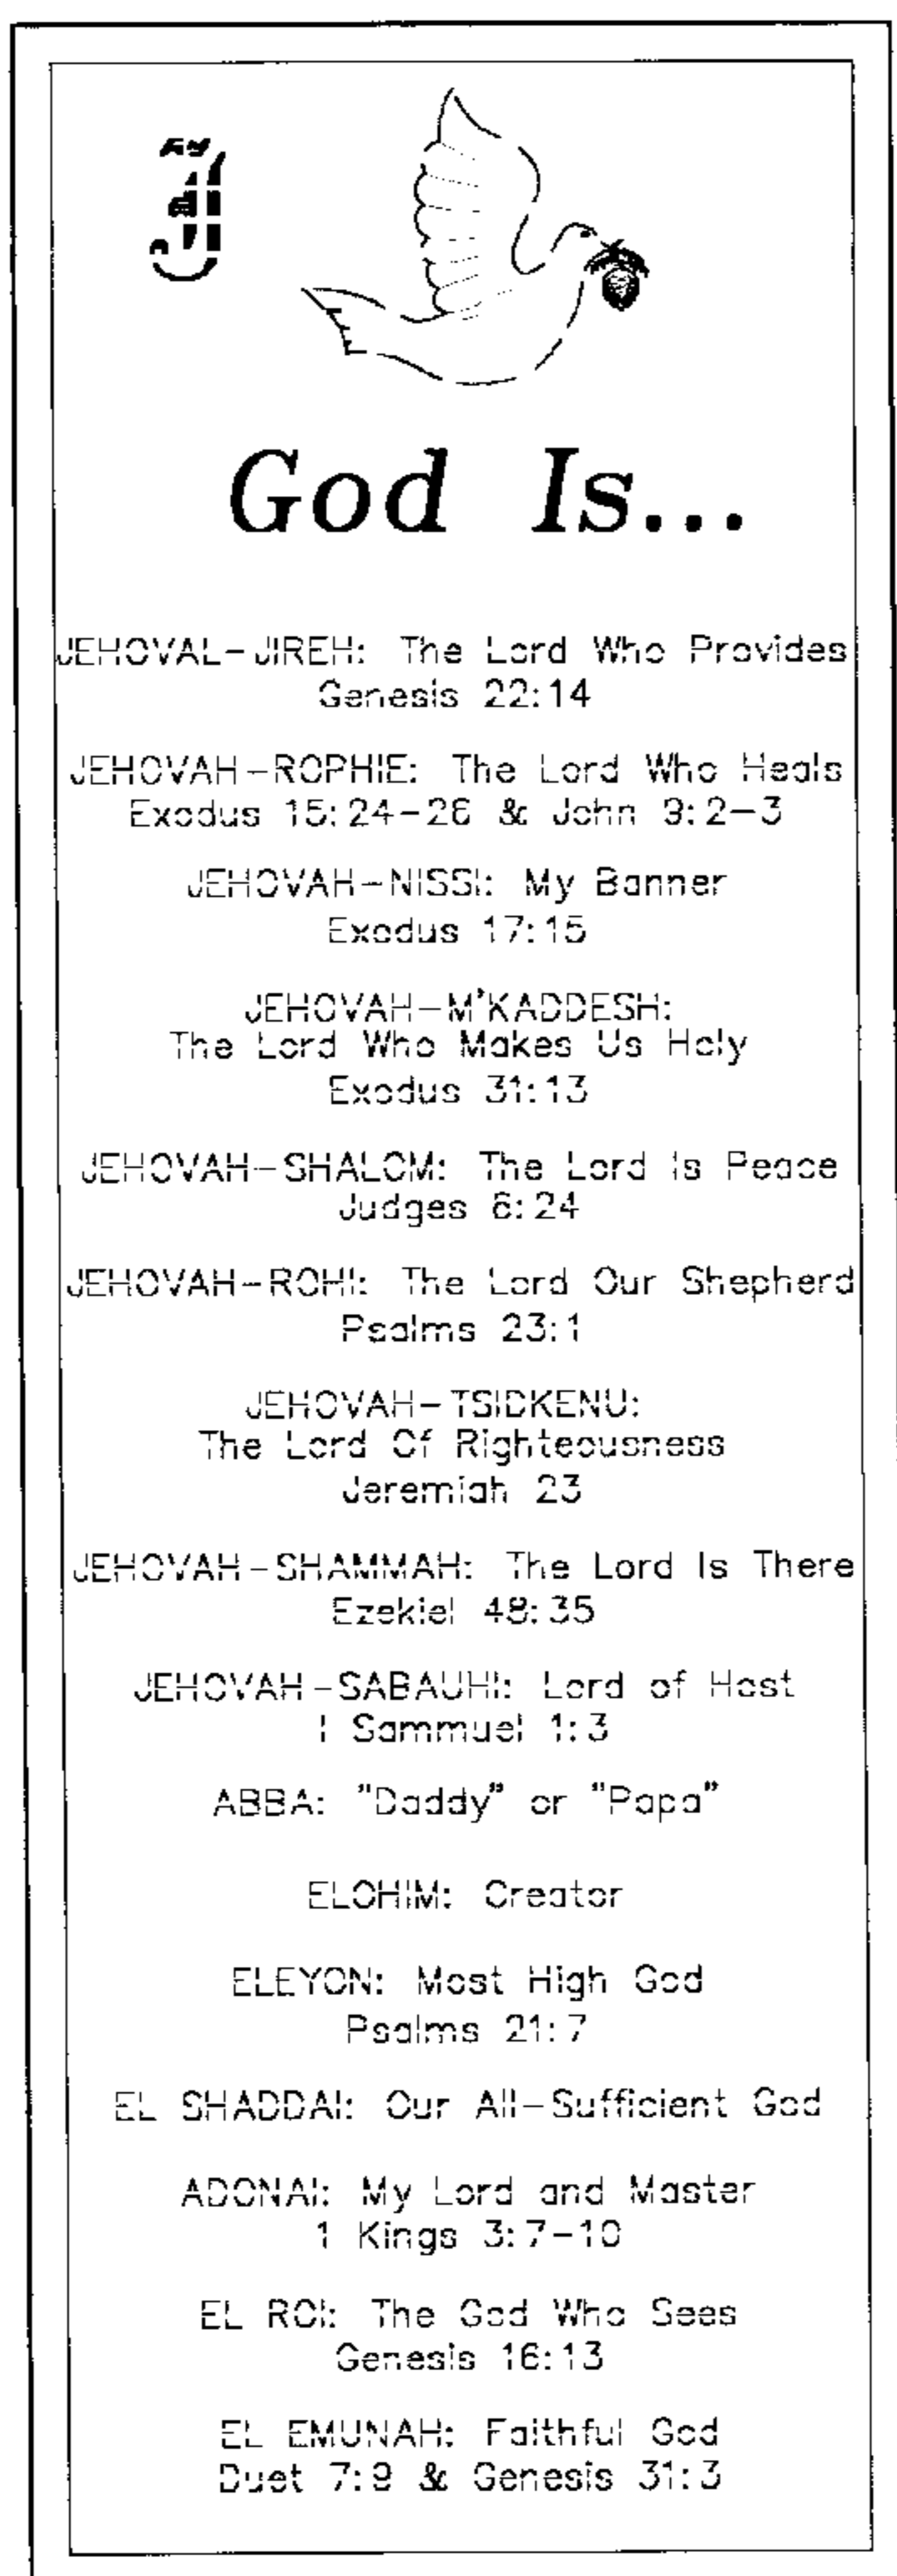 J
God Is...
JEHOVAL-JIREH: The Lord Who Provides
Genesis 22:14
JEHOVAH-ROPHIE: The Lord Who Heals
Exodus 15:24-26 & John 9:2-3
JEHOVAH-NISSI: My Banner
Exodus 17:15
JEHOVAH-M'KADDESH:
The Lord Who Makes Us Holy
Exodus 31:13
JEHOVAH-SHALOM: The Lord Is Peace
Judges 6:24
JEHOVAH-ROHI: The Lord Our Shepherd
Psalms 23:1
JEHOVAH-TSIDKENU:
The Lord Of Righteousness
Jeremiah 23
JEHOVAH-SHAMMAH: The Lord Is There
Ezekiel 48:35
JEHOVAH-SABAUHI: Lord of Host
I Sammuel 1:3
ABBA: "Daddy" or "Papa"
ELOHIM: Creator
ELEYON: Most High God
Psalms 21:7
EL SHADDAI: Our All-Sufficient God
ADONAI: My Lord and Master
1 Kings 3:7-10
EL ROI: The God Who Sees
Genesis 16:13
EL EMUNAH: Faithful God
Duet 7:9 & Genesis 31:3